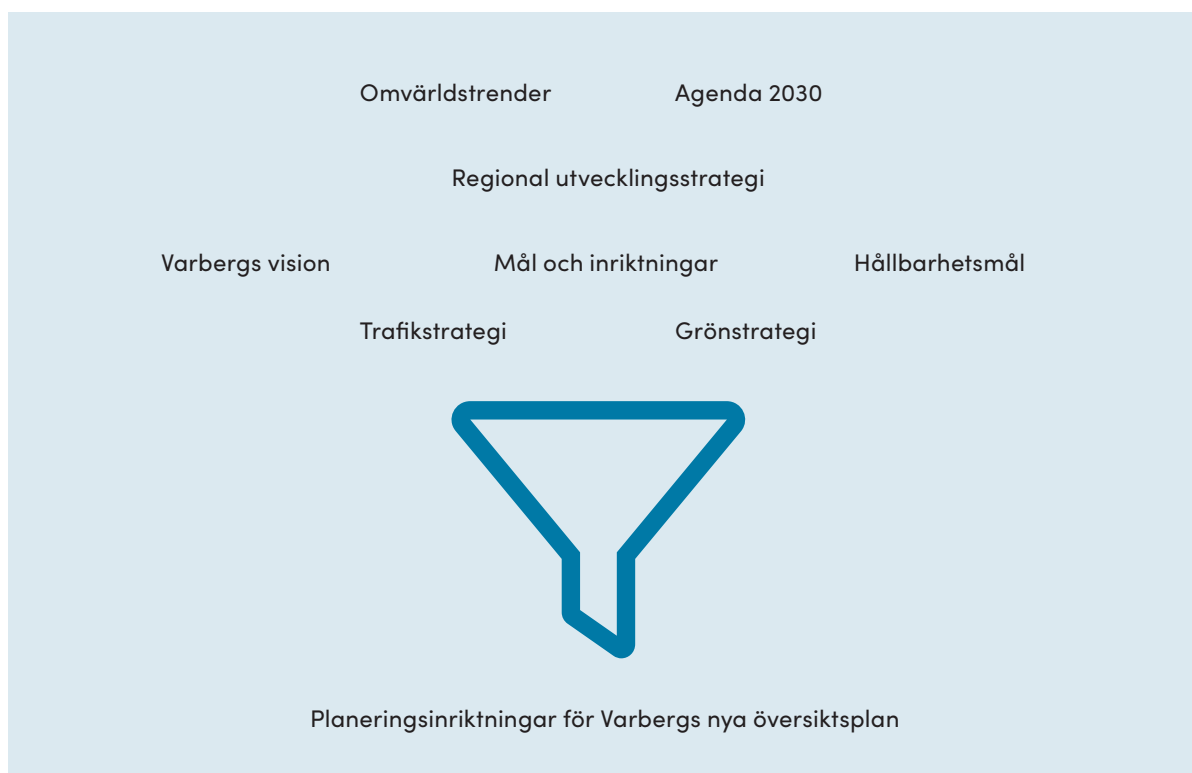 Omvärldstrender Agenda 2030
Regional utvecklingsstrategi
Varbergs vision Mål och inriktningar Hållbarhetsmål
Trafikstrategi Grönstrategi
Planeringsinriktningar för Varbergs nya översiktsplan